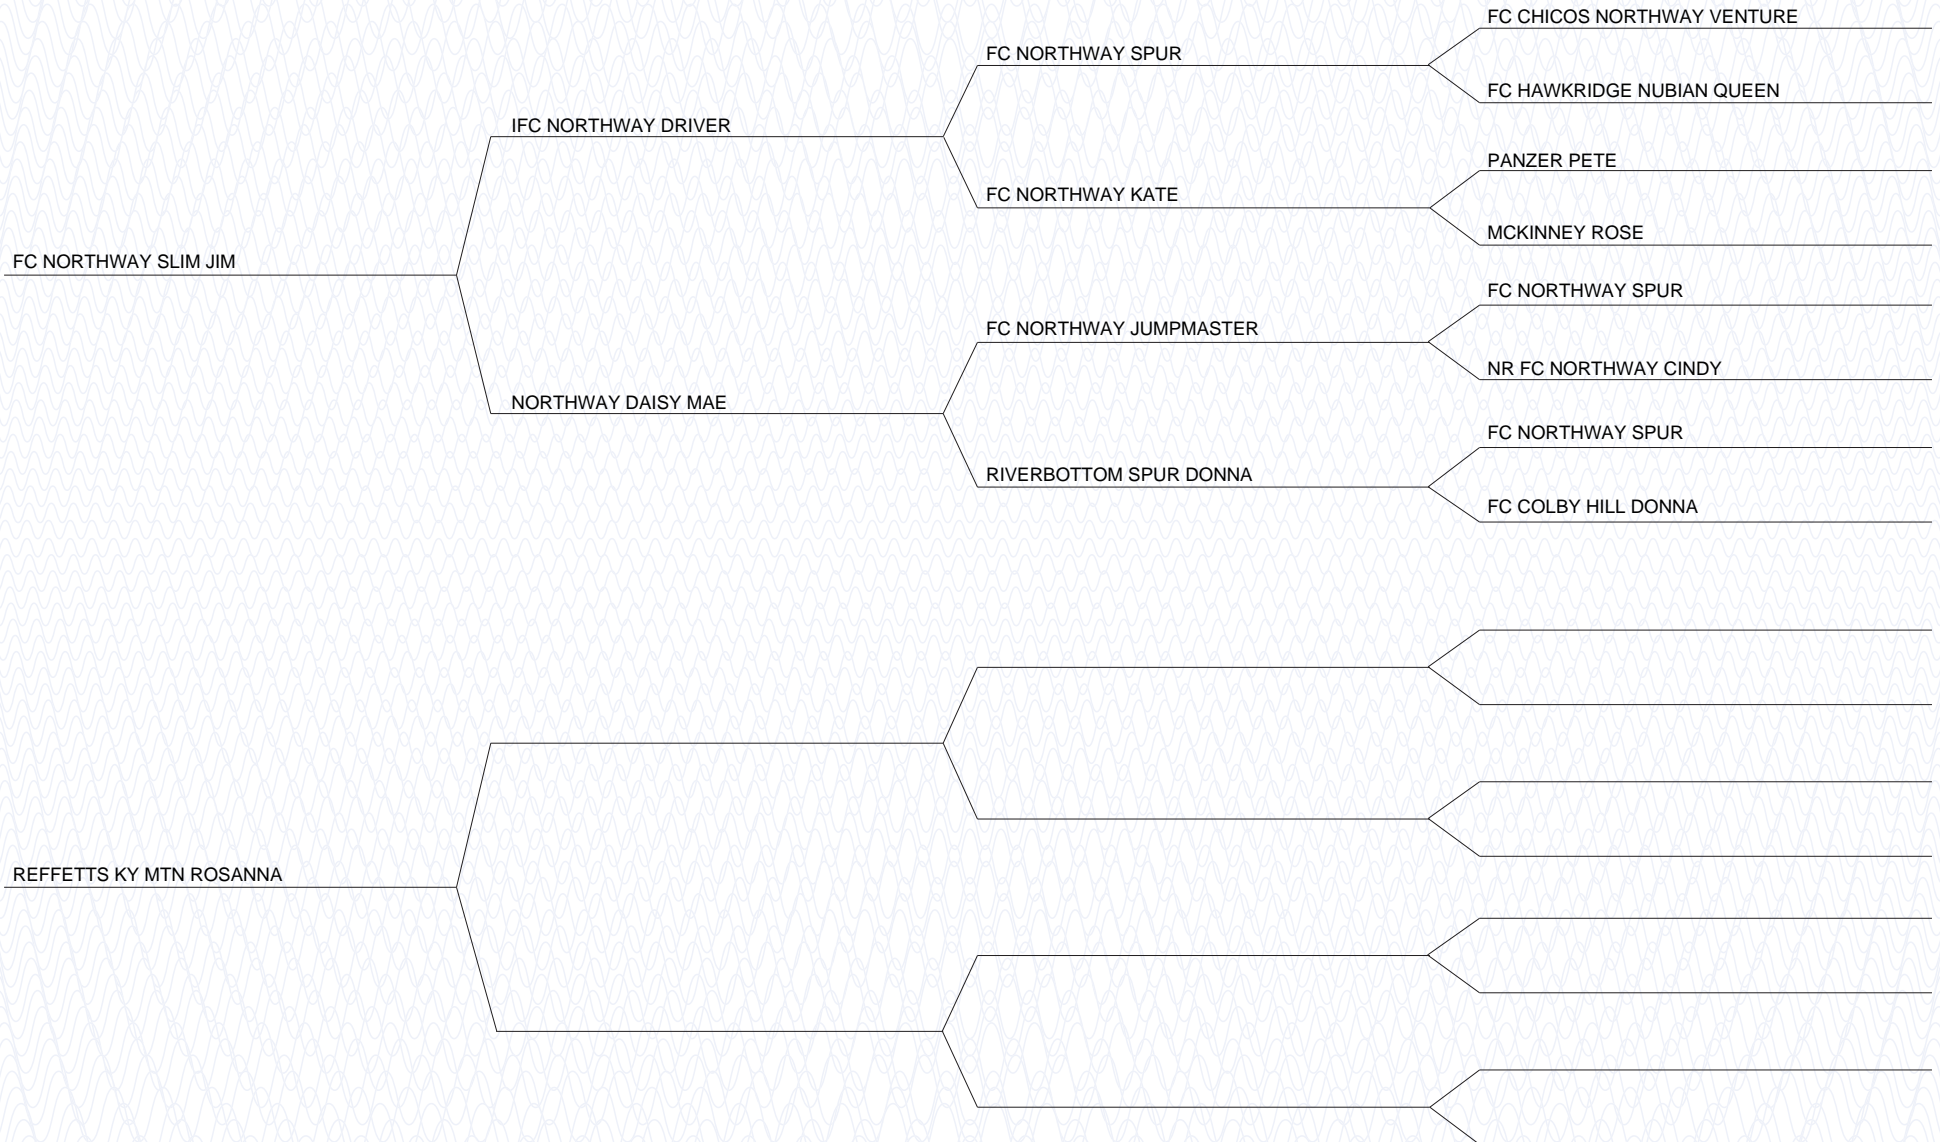 FC CHICOS NORTHWAY VENTURE
FC NORTHWAY SPUR
FC HAWKRIDGE NUBIAN QUEEN
IFC NORTHWAY DRIVER
PANZER PETE
FC NORTHWAY KATE
MCKINNEY ROSE
FC NORTHWAY SLIM JIM
FC NORTHWAY SPUR
FC NORTHWAY JUMPMASTER
NR FC NORTHWAY CINDY
NORTHWAY DAISY MAE
FC NORTHWAY SPUR
RIVERBOTTOM SPUR DONNA
FC COLBY HILL DONNA
REFFETTS KY MTN ROSANNA